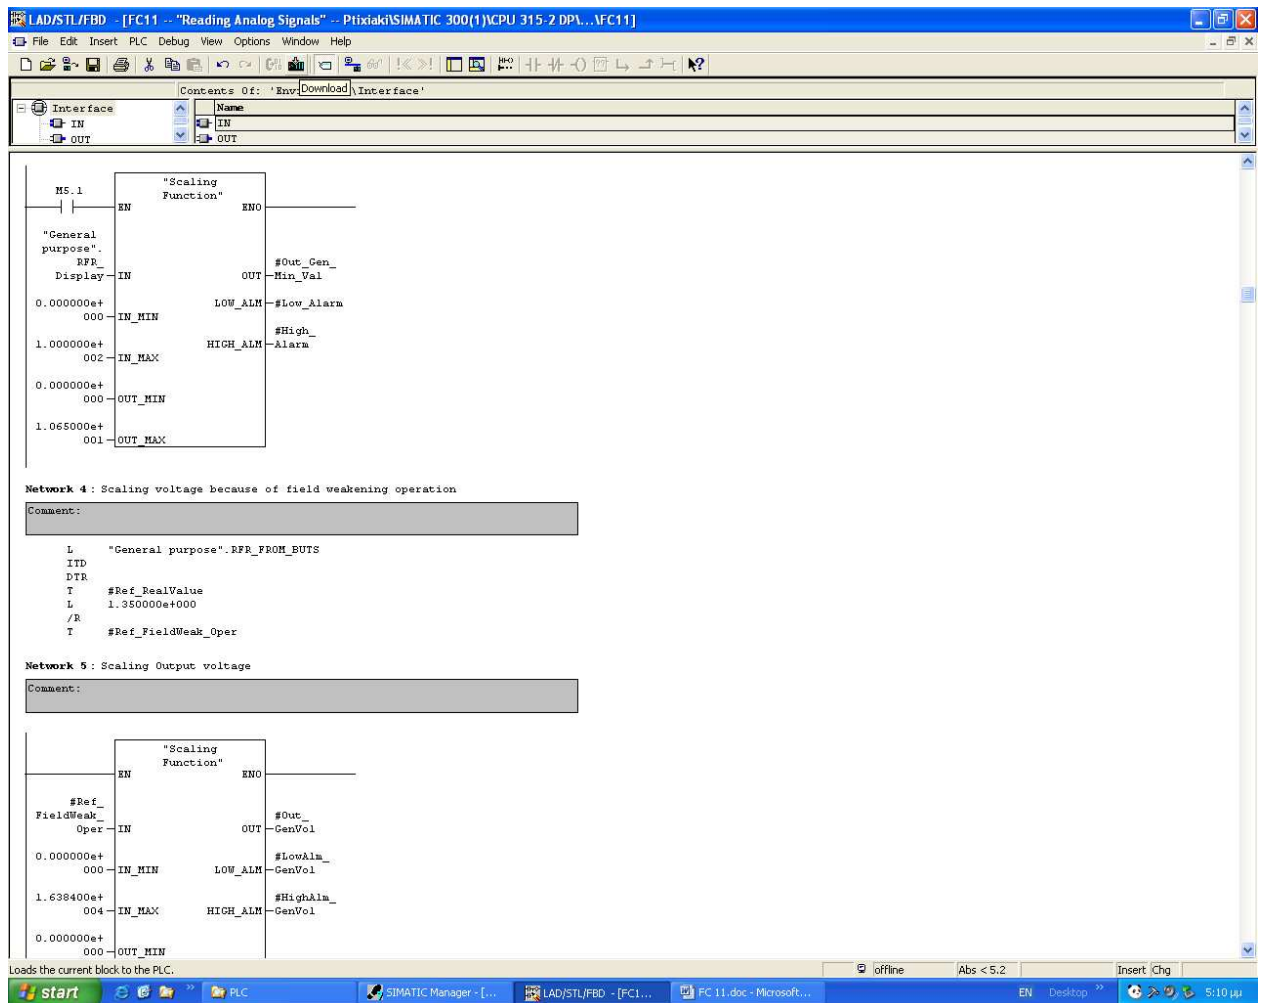 LAD/STL/FBD - [FC11 -- "Reading Analog Signals" -- Ptixiaki\SIMATIC 300(1)\CPU 315-2 DP\...\FC11]
File Edit Insert PLC Debug View Options Window Help
Contents Of: 'Env \Interface'
Download
Interface
IN
OUT
Name
IN
OUT
M5.1
"Scaling
Function"
EN
ENO
"General
purpose".
RFR_
Display
IN
OUT
#Out_Gen_
Min_Val
0.000000e+
000
IN_MIN
LOW_ALM
#Low_Alarm
1.000000e+
002
IN_MAX
HIGH_ALM
#High_
Alarm
0.000000e+
000
OUT_MIN
1.065000e+
001
OUT_MAX
Network 4 : Scaling voltage because of field weakening operation
Comment:
L "General purpose".RFR_FROM_BUTS
ITD
DTR
T #Ref_RealValue
L 1.350000e+000
/R
T #Ref_FieldWeak_Oper
Network 5 : Scaling Output voltage
Comment:
"Scaling
Function"
EN
ENO
#Ref_
FieldWeak_
Oper
IN
OUT
#Out_
GenVol
0.000000e+
000
IN_MIN
LOW_ALM
#LowAlm_
GenVol
1.638400e+
004
IN_MAX
HIGH_ALM
#HighAlm_
GenVol
0.000000e+
000
OUT_MIN
Loads the current block to the PLC.
offline
Abs < 5.2
Insert
Chg
start
PLC
SIMATIC Manager - [...
LAD/STL/FBD - [FC1...
FC 11.doc - Microsoft...
EN
Desktop
5:10 μμ